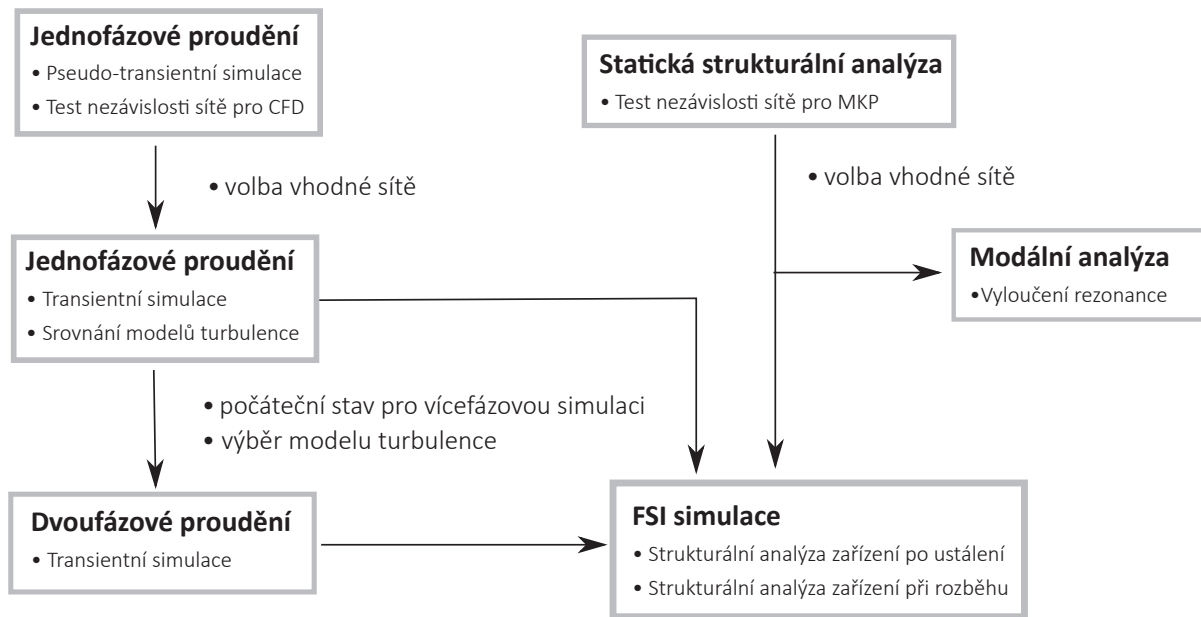 Jednofázové proudění
• Pseudo-transientní simulace
• Test nezávislosti sítě pro CFD
Statická strukturální analýza
• Test nezávislosti sítě pro MKP
• volba vhodné sítě
• volba vhodné sítě
Jednofázové proudění
• Transientní simulace
• Srovnání modelů turbulence
Modální analýza
•Vyloučení rezonance
• počáteční stav pro vícefázovou simulaci
• výběr modelu turbulence
Dvoufázové proudění
• Transientní simulace
FSI simulace
• Strukturální analýza zařízení po ustálení
• Strukturální analýza zařízení při rozběhu